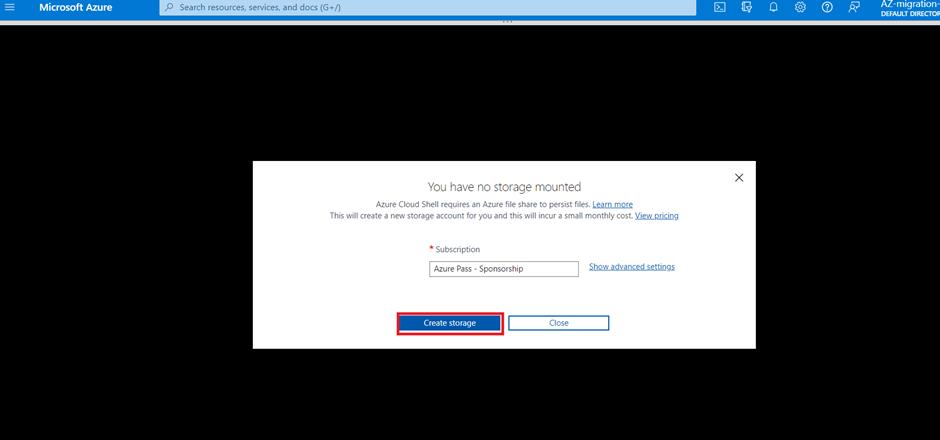 Microsoft Azure
Search resources, services, and docs (G+/)
AZ-migration-
DEFAULT DIRECTOR
You have no storage mounted
Azure Cloud Shell requires an Azure file share to persist files. Learn more
This will create a new storage account for you and this will incur a small monthly cost. View pricing
* Subscription
Azure Pass - Sponsorship
Show advanced settings
Create storage
Close